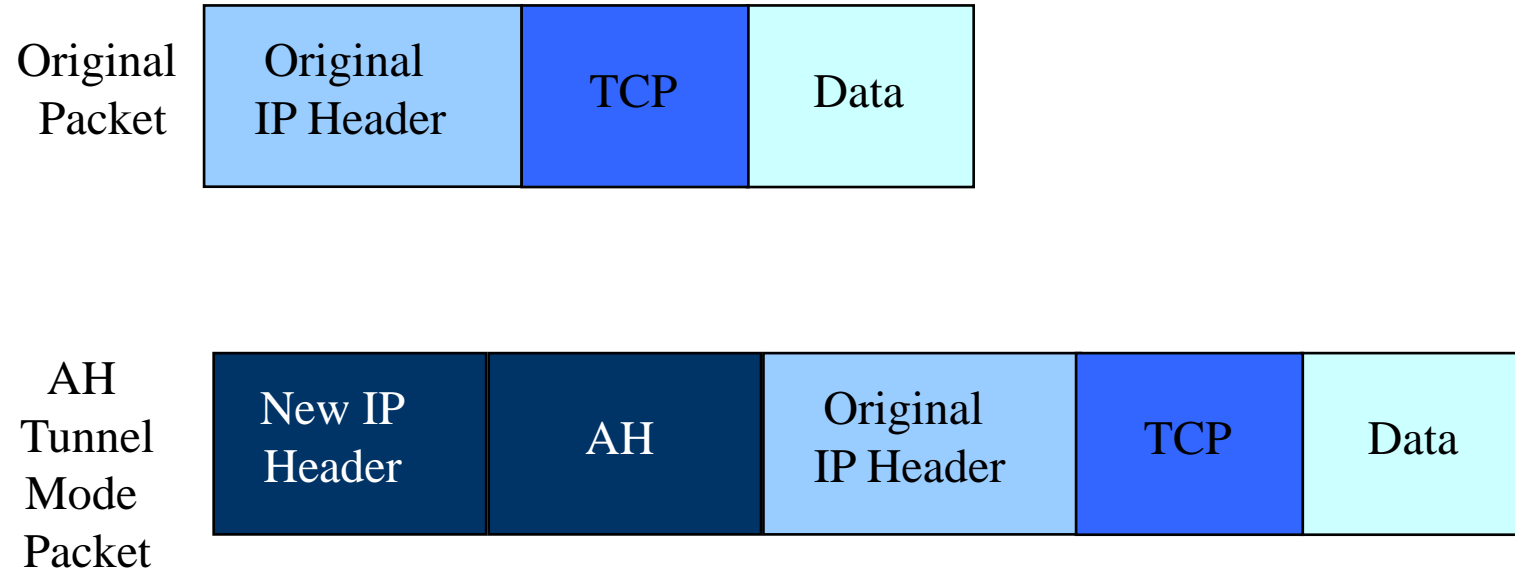 Original
Packet
Original
IP Header
TCP
Data
AH
Tunnel
Mode
Packet
New IP
Header
AH
Original
IP Header
TCP
Data